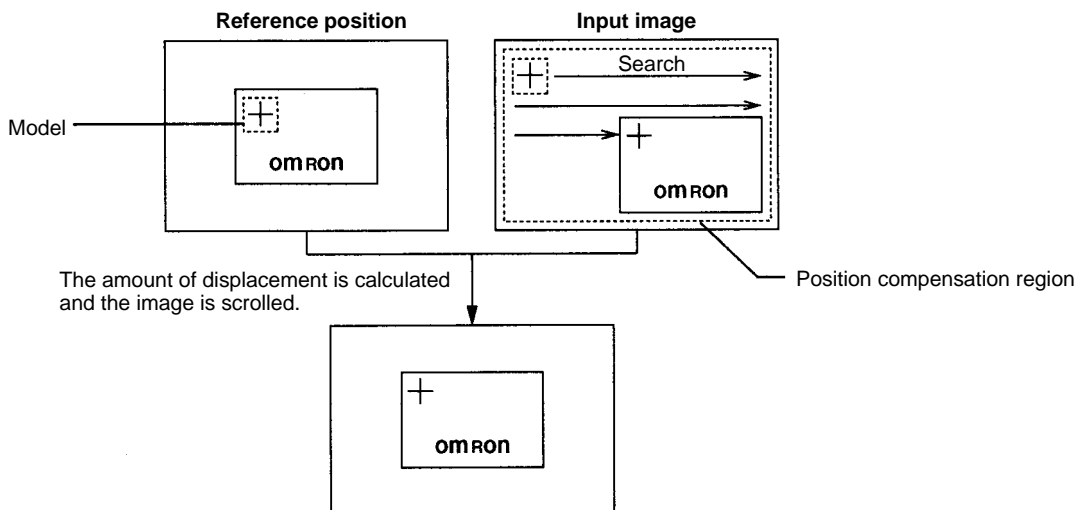 Reference position
Input image
Search
Model
omRon
omRon
Position compensation region
The amount of displacement is calculated
and the image is scrolled.
omRon